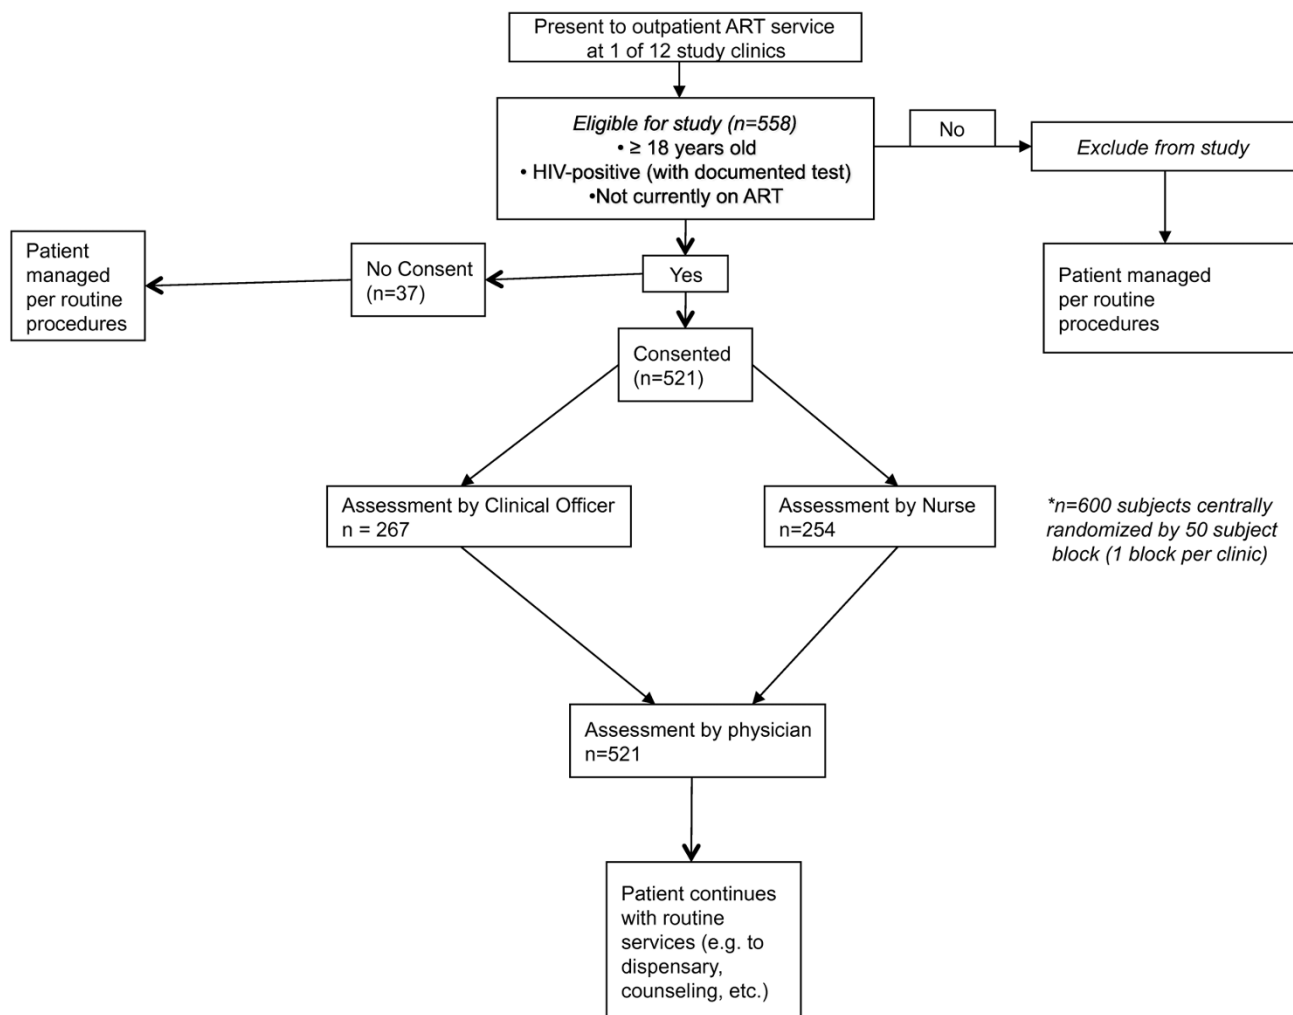 Present to outpatient ART service
at 1 of 12 study clinics
Eligible for study (n=558)
• ≥ 18 years old
• HIV-positive (with documented test)
•Not currently on ART
No
Exclude from study
Patient managed
per routine
procedures
Yes
No Consent
(n=37)
Patient
managed
per routine
procedures
Consented
(n=521)
Assessment by Clinical Officer
n = 267
Assessment by Nurse
n=254
*n=600 subjects centrally
randomized by 50 subject
block (1 block per clinic)
Assessment by physician
n=521
Patient continues
with routine
services (e.g. to
dispensary,
counseling, etc.)